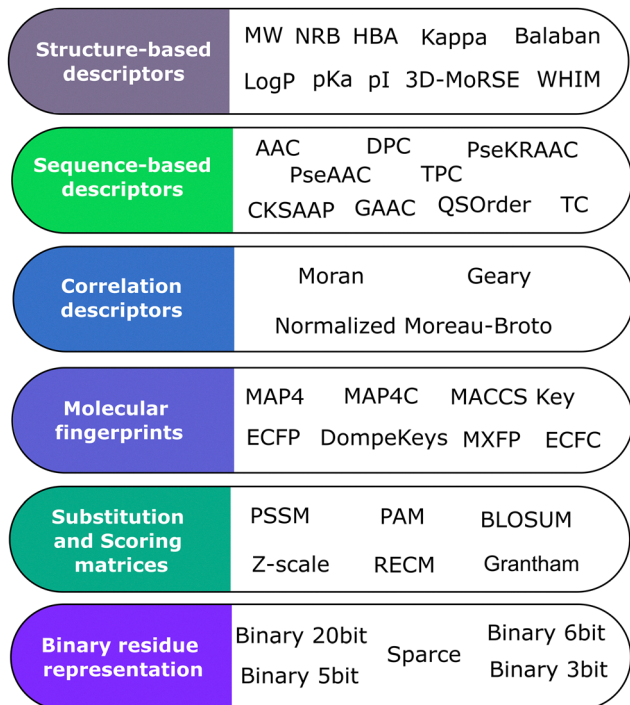 Structure-based
descriptors
MW NRB HBA Kappa Balaban
LogP pKa pI 3D-MoRSE WHIM
Sequence-based
descriptors
AAC DPC PseKRAAC
PseAAC TPC
CKSAAP GAAC QSOrder TC
Correlation
descriptors
Moran Geary
Normalized Moreau-Broto
Molecular
fingerprints
MAP4 MAP4C MACCS Key
ECFP DompeKeys MXFP ECFC
Substitution
and Scoring
matrices
PSSM PAM BLOSUM
Z-scale RECM Grantham
Binary residue
representation
Binary 20bit Sparce Binary 6bit
Binary 5bit Binary 3bit